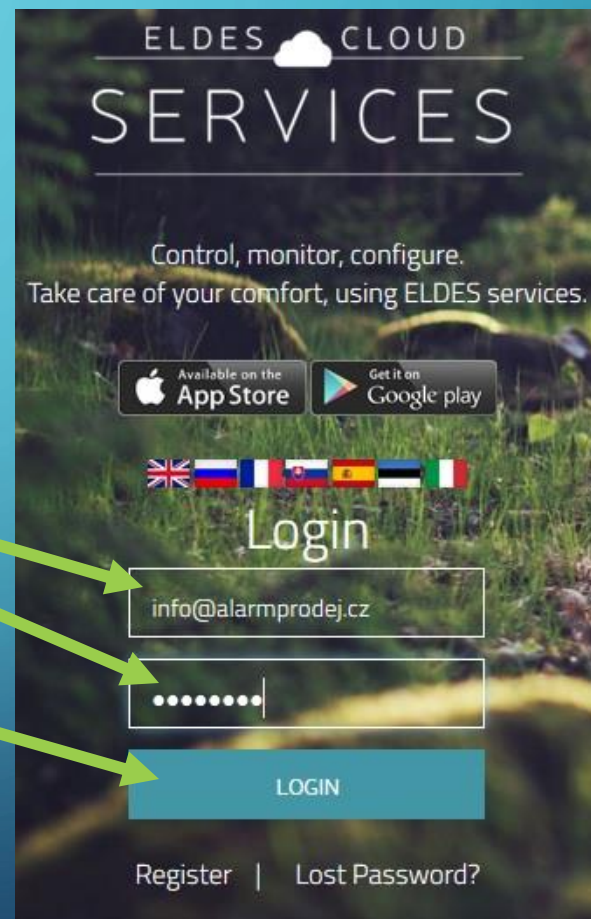 ELDES CLOUD
SERVICES
Control, monitor, configure.
Take care of your comfort, using ELDES services.
Available on the
App Store
Get it on
Google play
Login
info@alarmprodej.cz
••••••••
LOGIN
Register | Lost Password?